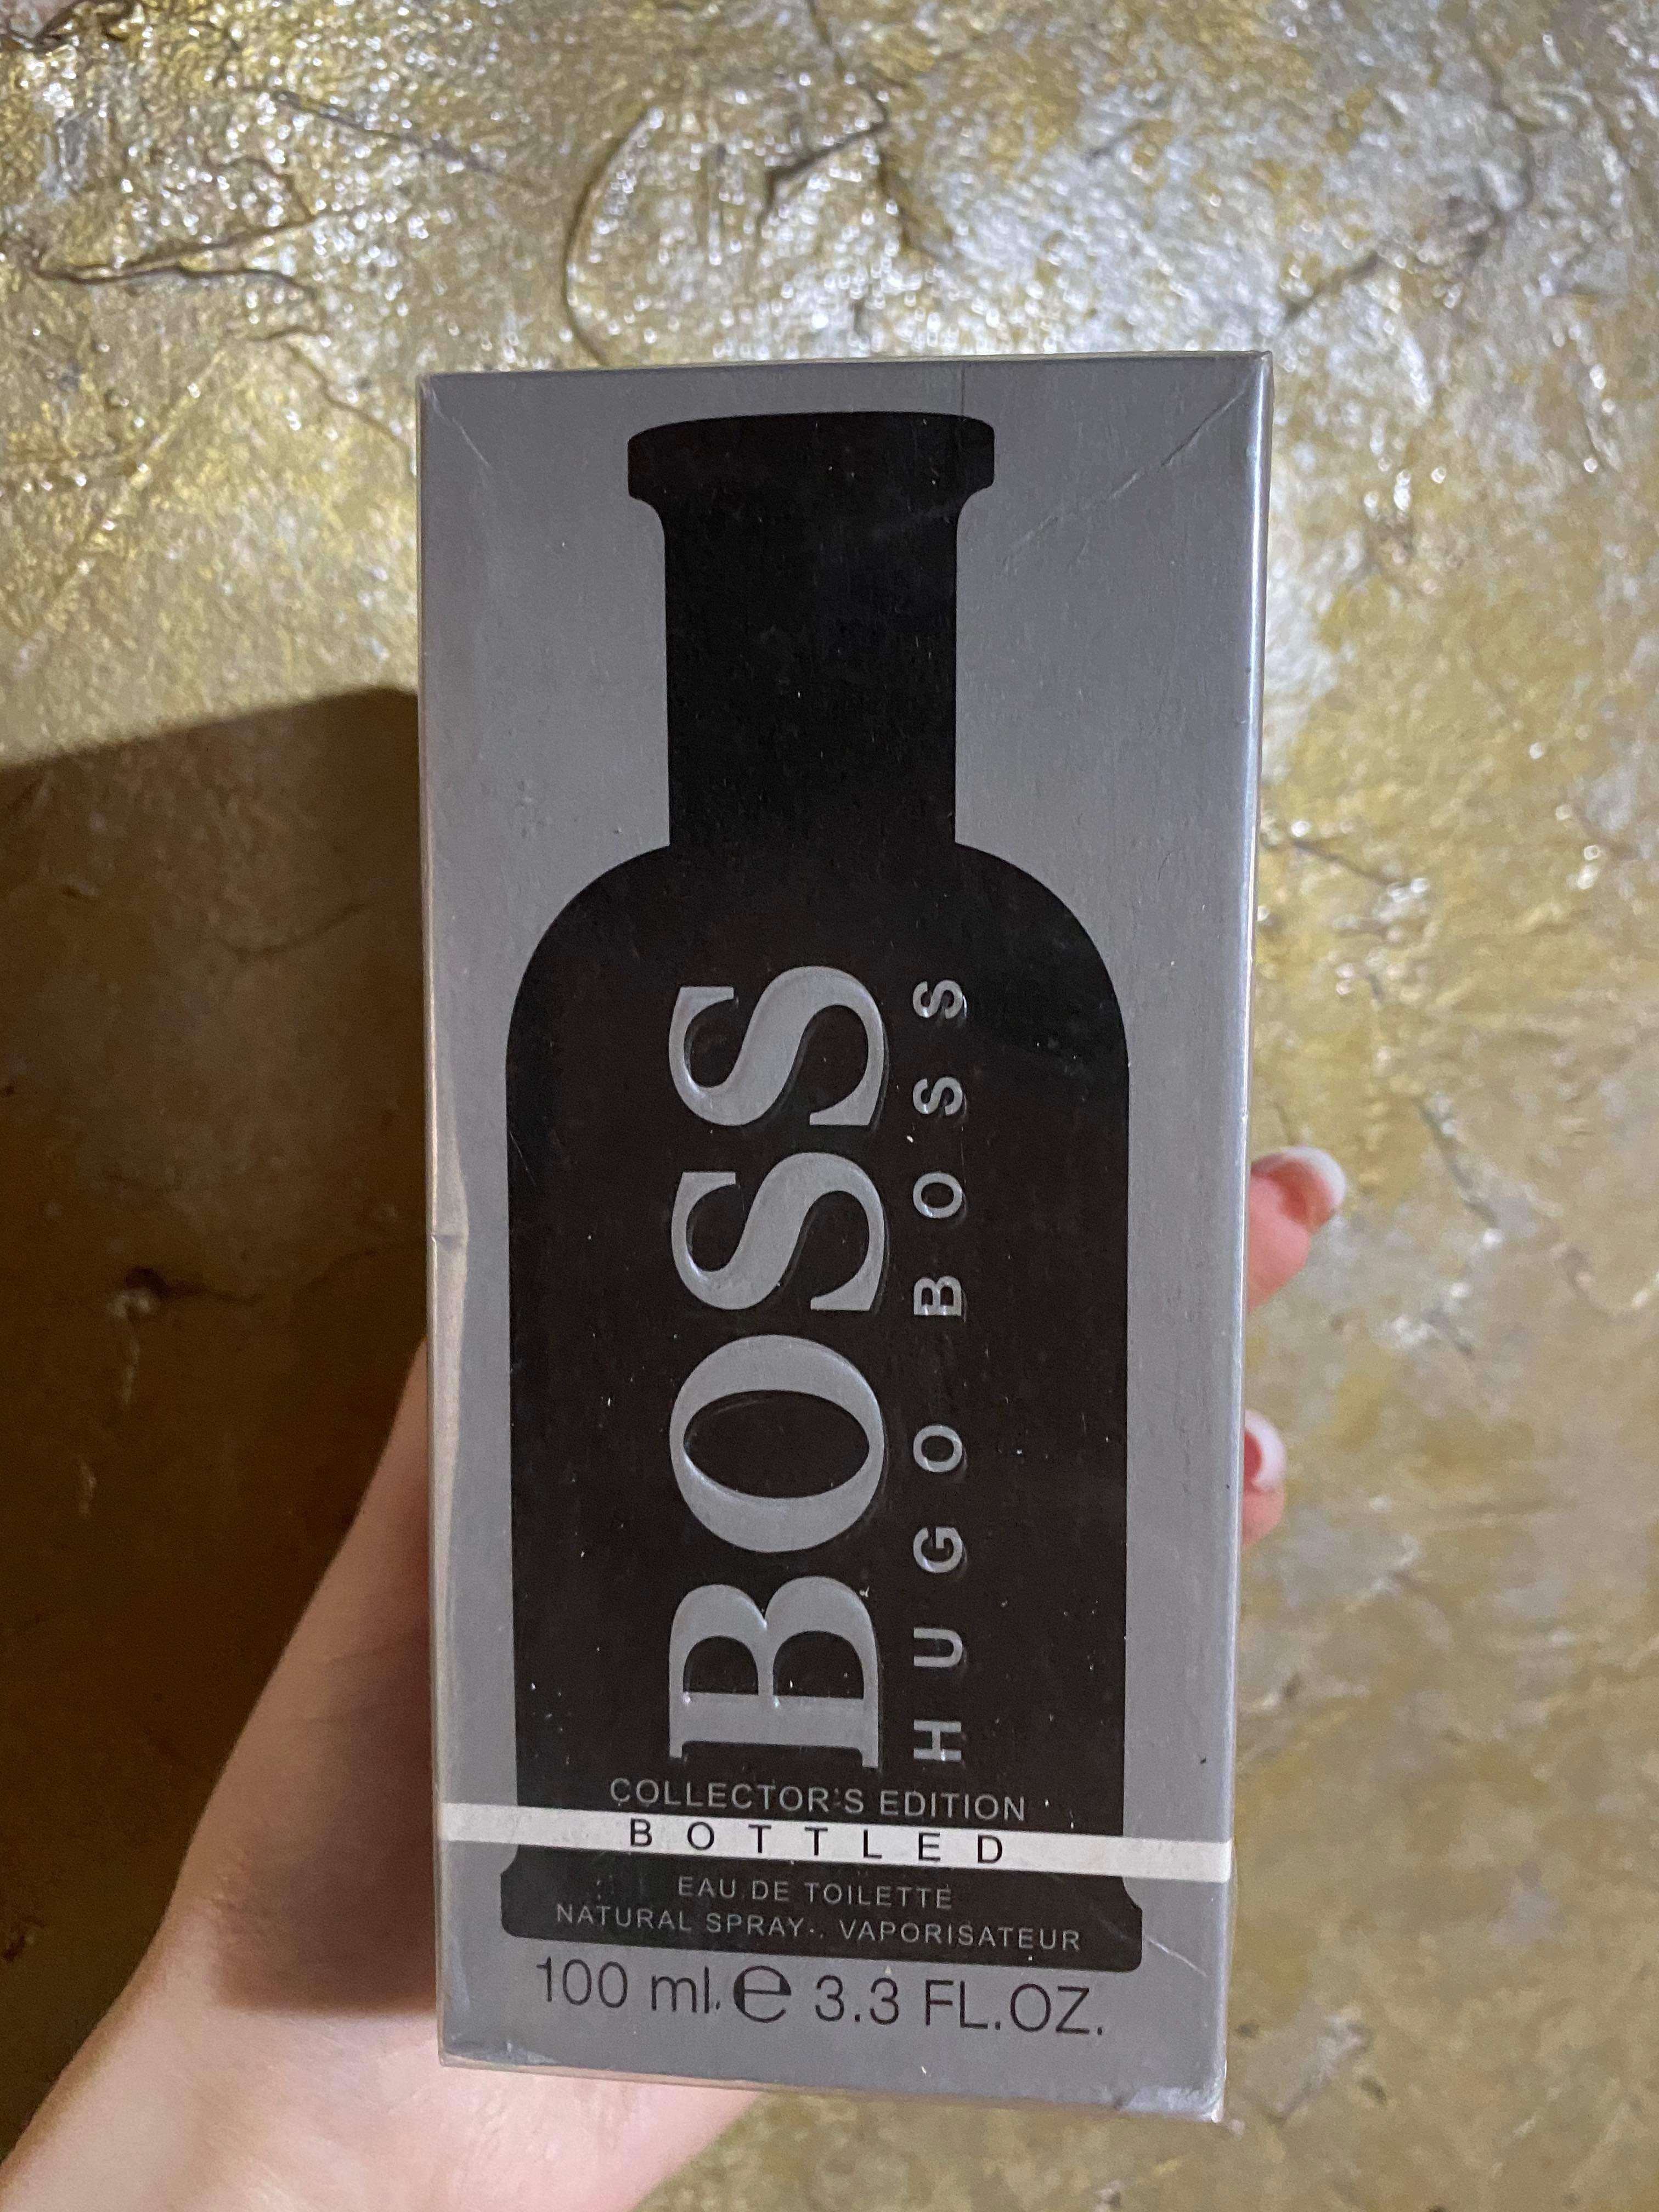 BOSS
HUGO BOSS
COLLECTOR'S EDITION
BOTTLED
EAU DE TOILETTE
NATURAL SPRAY. VAPORISATEUR
100 ml. e 3.3 FL.OZ.